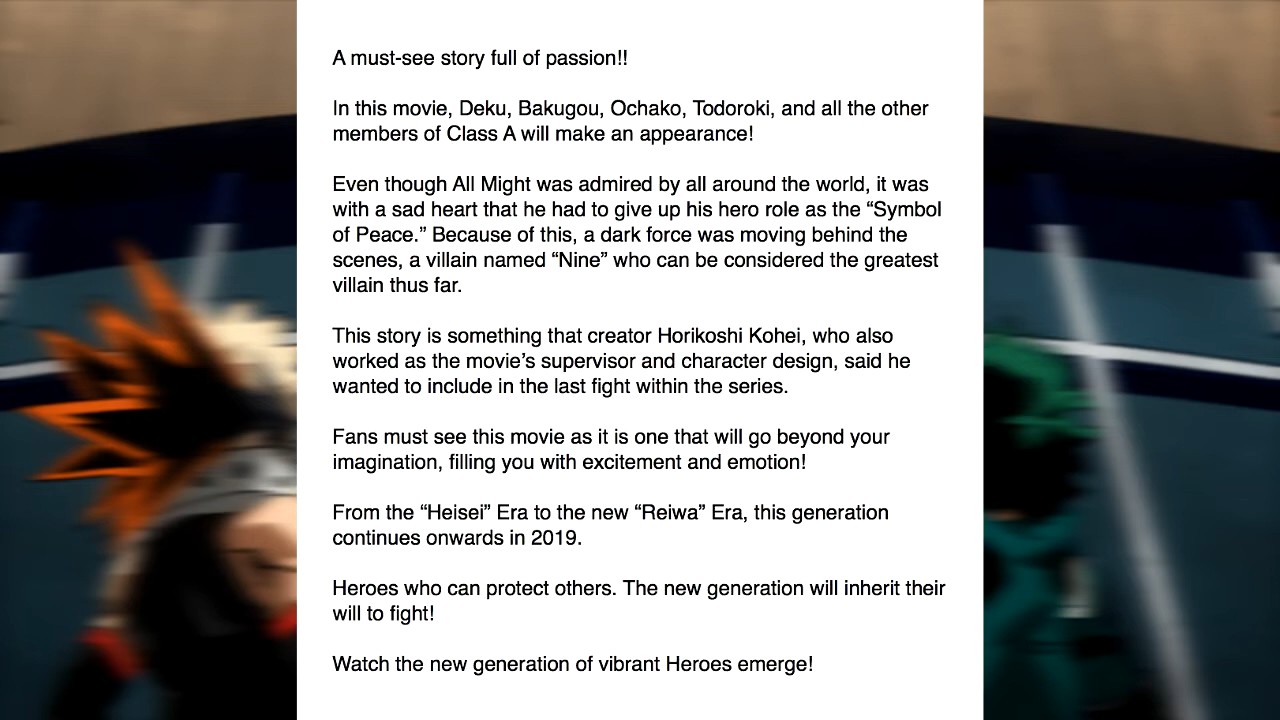 A must-see story full of passion!!
In this movie, Deku, Bakugou, Ochako, Todoroki, and all the other
members of Class A will make an appearance!
Even though All Might was admired by all around the world, it was
with a sad heart that he had to give up his hero role as the “Symbol
of Peace.” Because of this, a dark force was moving behind the
scenes, a villain named “Nine” who can be considered the greatest
villain thus far.
This story is something that creator Horikoshi Kohei, who also
worked as the movie’s supervisor and character design, said he
wanted to include in the last fight within the series.
Fans must see this movie as it is one that will go beyond your
imagination, filling you with excitement and emotion!
From the “Heisei” Era to the new “Reiwa” Era, this generation
continues onwards in 2019.
Heroes who can protect others. The new generation will inherit their
will to fight!
Watch the new generation of vibrant Heroes emerge!